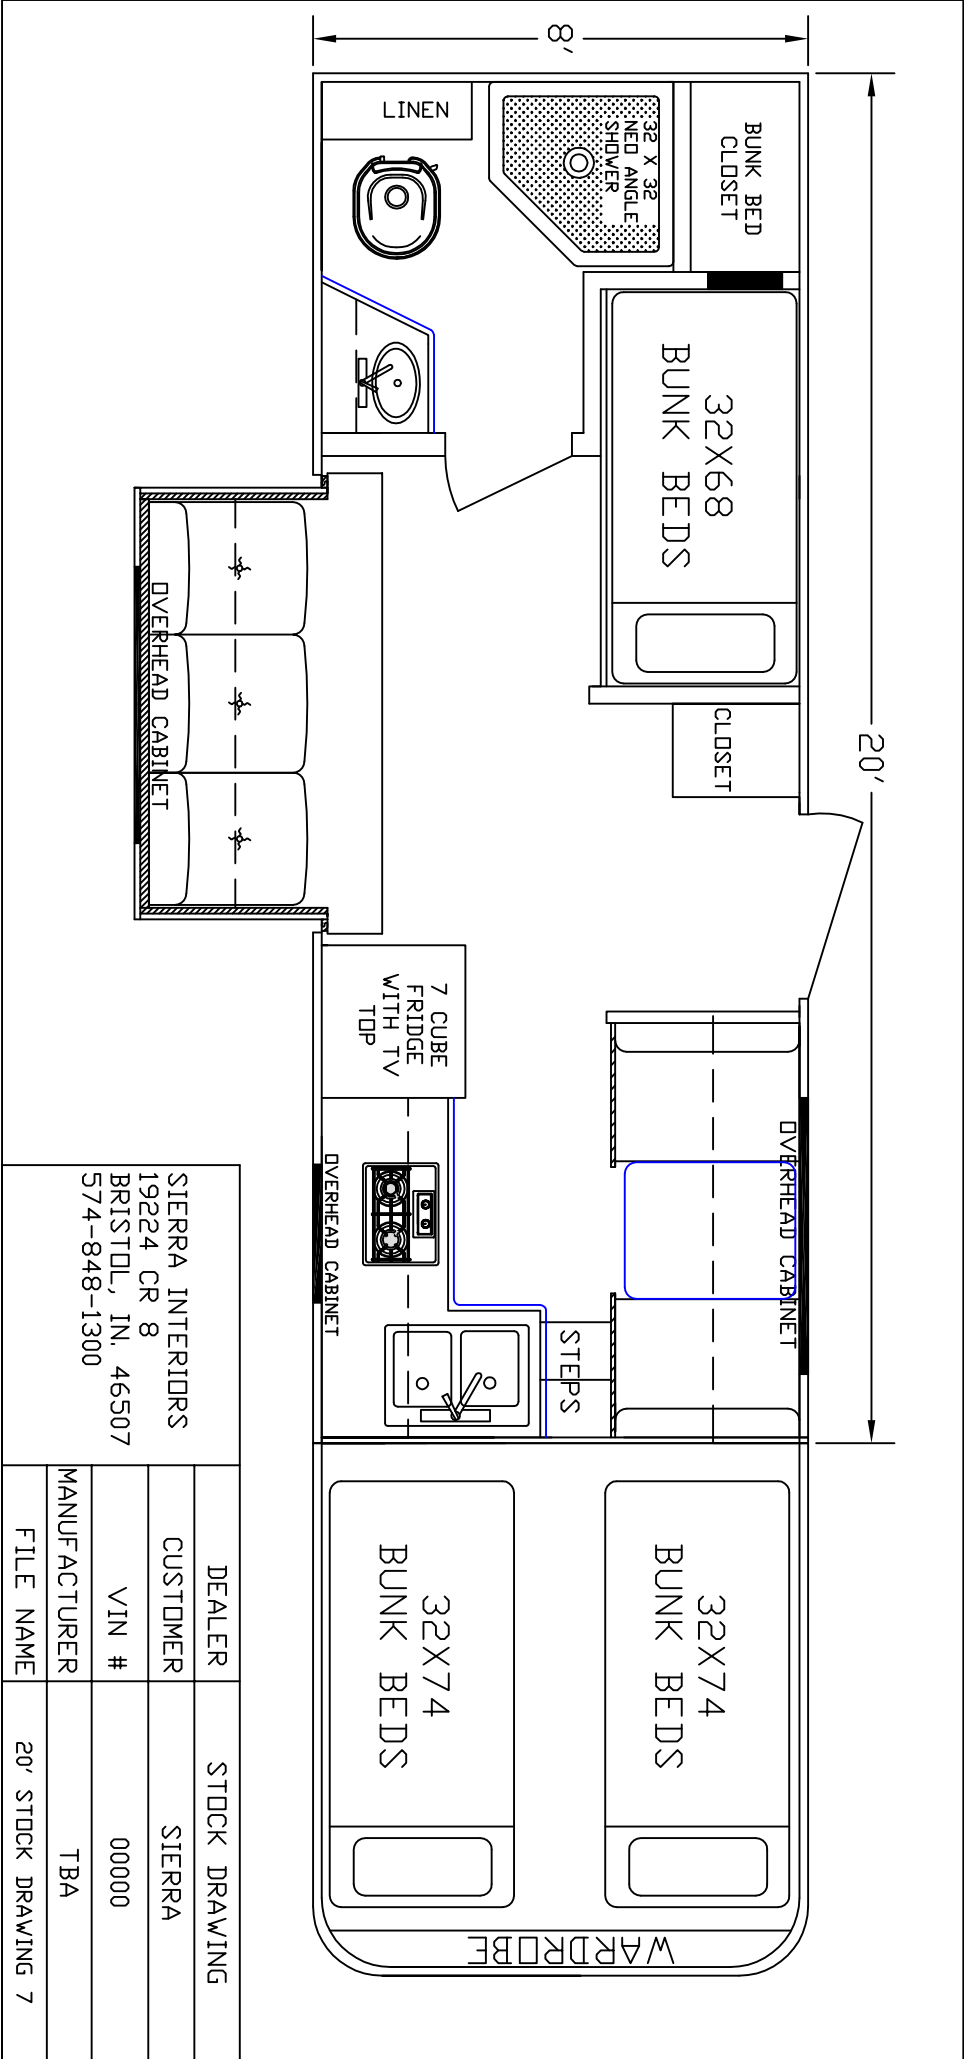 8'
20'
BUNK BED
CLOSET
32 X 32
NEO ANGLE
SHOWER
LINEN
32X68
BUNK BEDS
CLOSET
OVERHEAD CABINET
7 CUBE
FRIDGE
WITH TV
TOP
OVERHEAD CABINET
OVERHEAD CABINET
STEPS
32X74
BUNK BEDS
32X74
BUNK BEDS
WARDROBE
SIERRA INTERIORS
19224 CR 8
BRISTOL, IN. 46507
574-848-1300
DEALER STOCK DRAWING
CUSTOMER SIERRA
VIN # 00000
MANUFACTURER TBA
FILE NAME 20' STOCK DRAWING 7